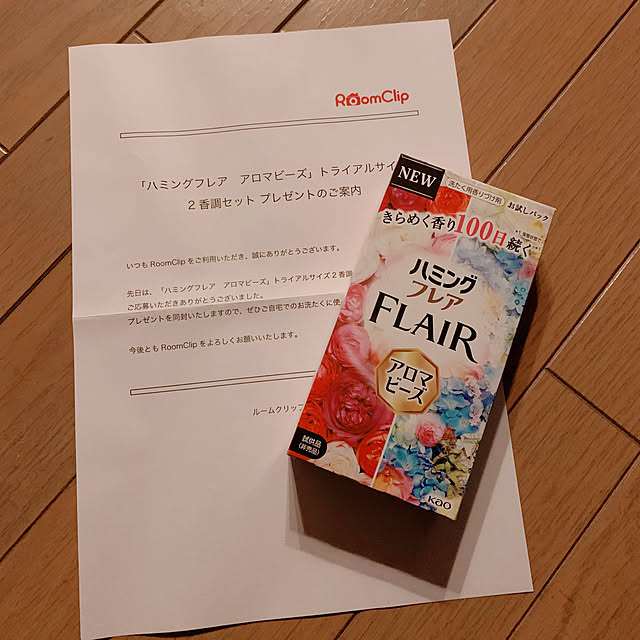 RoomClip
「ハミングフレア　アロマビーズ」トライアルサイ
2香調セット プレゼントのご案内
いつも RoomClip をご利用いただき、誠にありがとうございます。
先日は、「ハミングフレア　アロマビーズ」トライアルサイズ2香調
ご応募いただきありがとうございました。
プレゼントを同封いたしますので、ぜひご自宅でのお洗たくに使
今後とも RoomClip をよろしくお願いいたします。
ルームクリップ
NEW
洗たく用香りづけ剤
お試しパック
きらめく香り100日続く
ハミング
フレア
FLAIR
アロマ
ビーズ
試供品
(非売品)
Kao